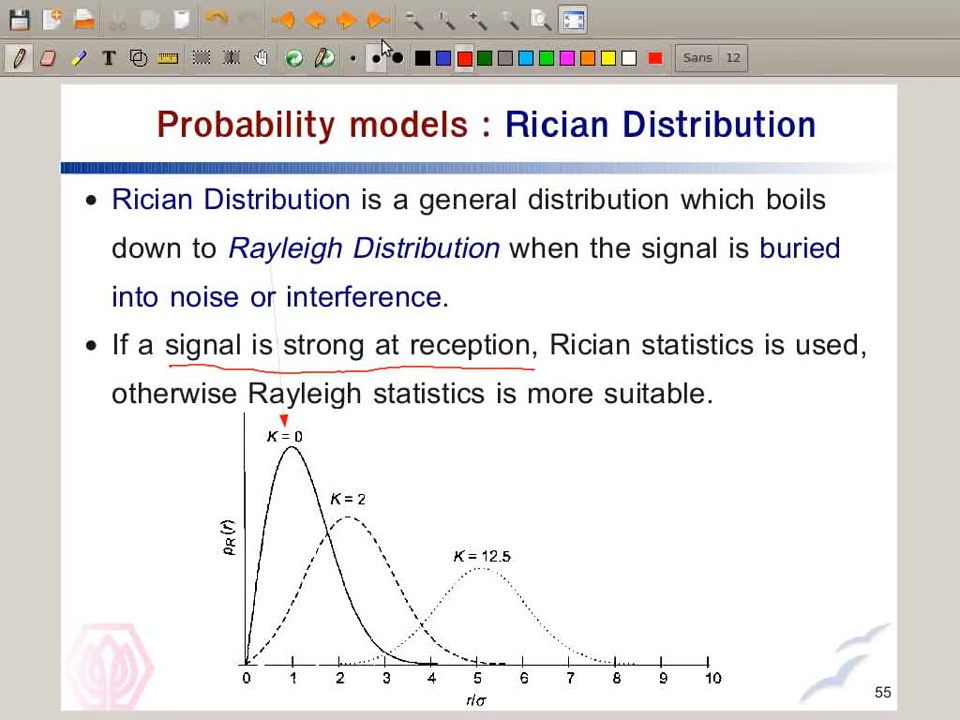 Sans 12
Probability models : Rician Distribution
• Rician Distribution is a general distribution which boils
down to Rayleigh Distribution when the signal is buried
into noise or interference.
• If a signal is strong at reception, Rician statistics is used,
otherwise Rayleigh statistics is more suitable.
K = 0
K = 2
K = 12.5
pR(r)
0 1 2 3 4 5 6 7 8 9 10
r/σ
55